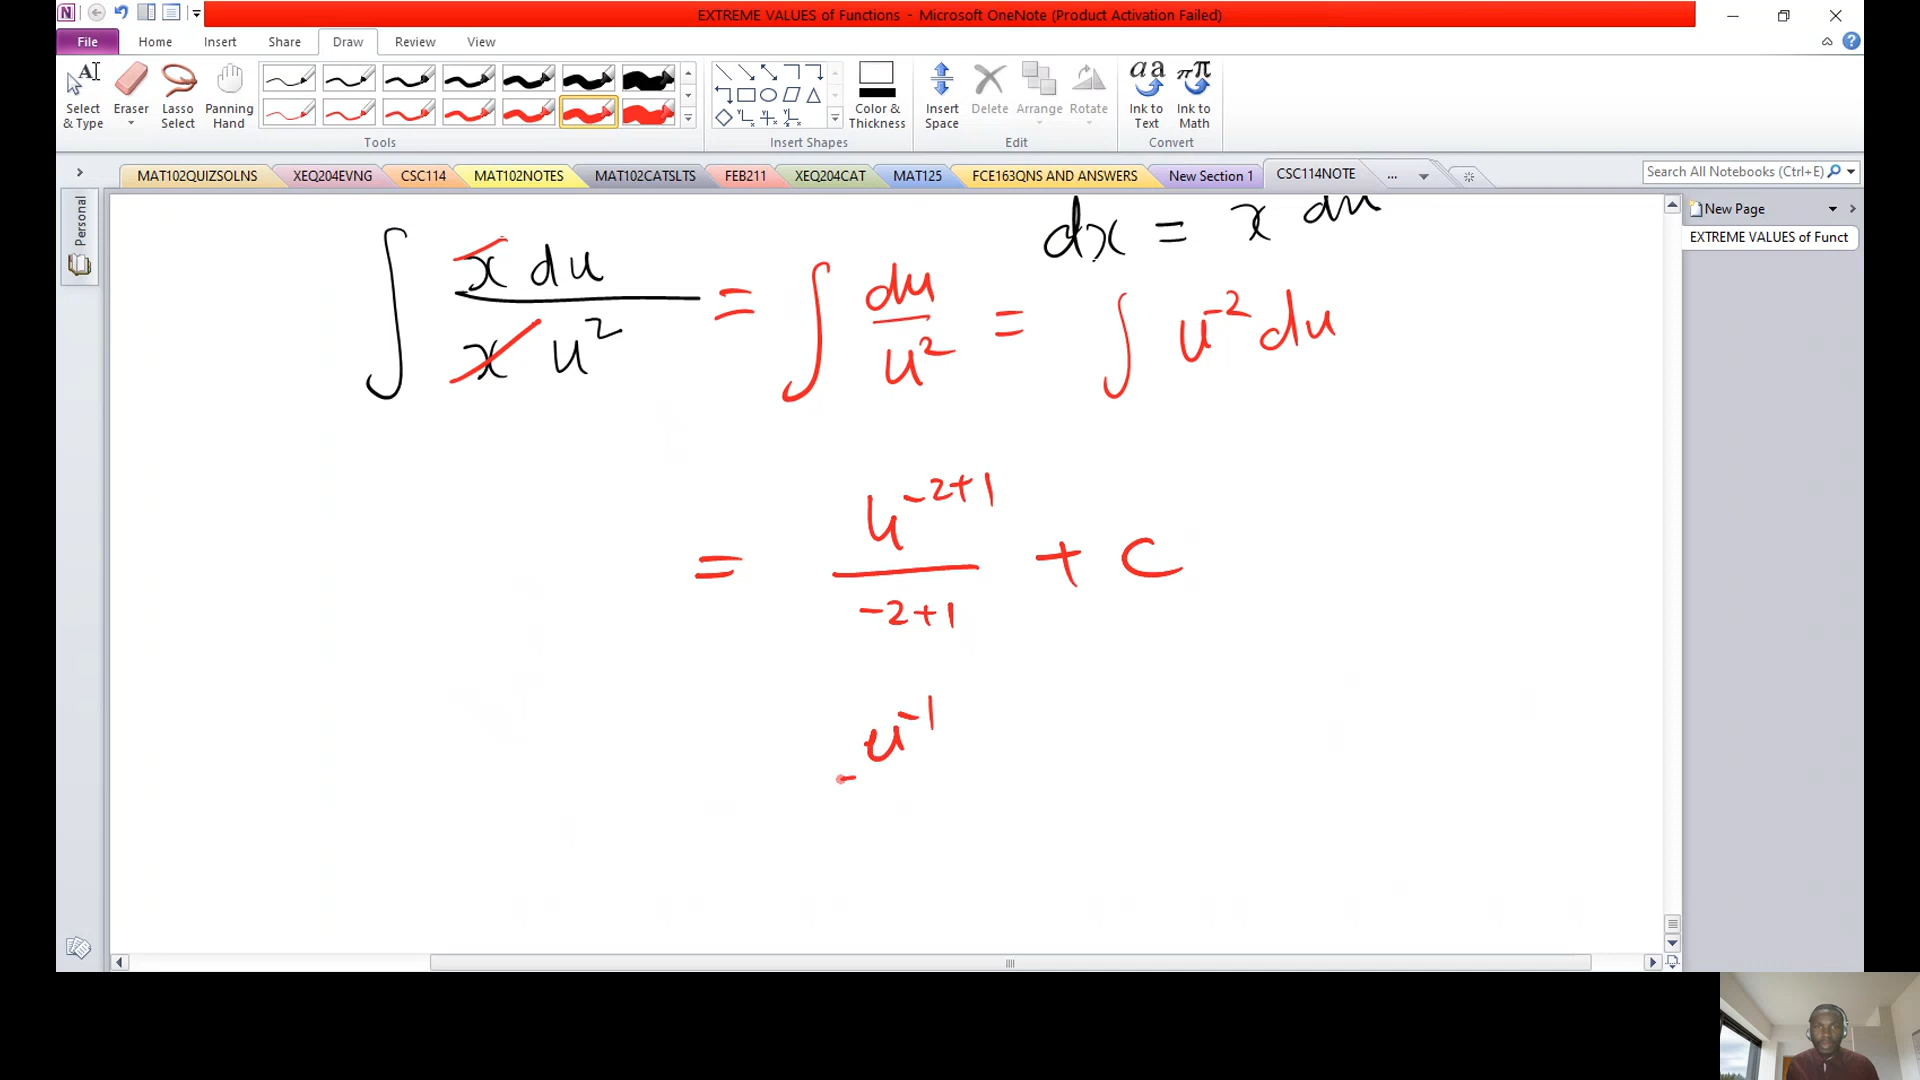 EXTREME VALUES of Functions - Microsoft OneNote (Product Activation Failed)
File Home Insert Share Draw Review View
Select & Type
Eraser
Lasso Select
Panning Hand
Color & Thickness
Insert Space
Delete
Arrange
Rotate
Ink to Text
Ink to Math
Tools
Insert Shapes
Edit
Convert
MAT102QUIZSOLNS XEQ204EVNG CSC114 MAT102NOTES MAT102CATSLTS FEB211 XEQ204CAT MAT125 FCE163QNS AND ANSWERS New Section 1 CSC114NOTE ...
Search All Notebooks (Ctrl+E)
Personal
New Page
EXTREME VALUES of Funct
dx = x du
∫ x du / x u² = ∫ du / u² = ∫ u⁻² du
= u⁻²⁺¹ / -2+1 + C
u⁻¹
-